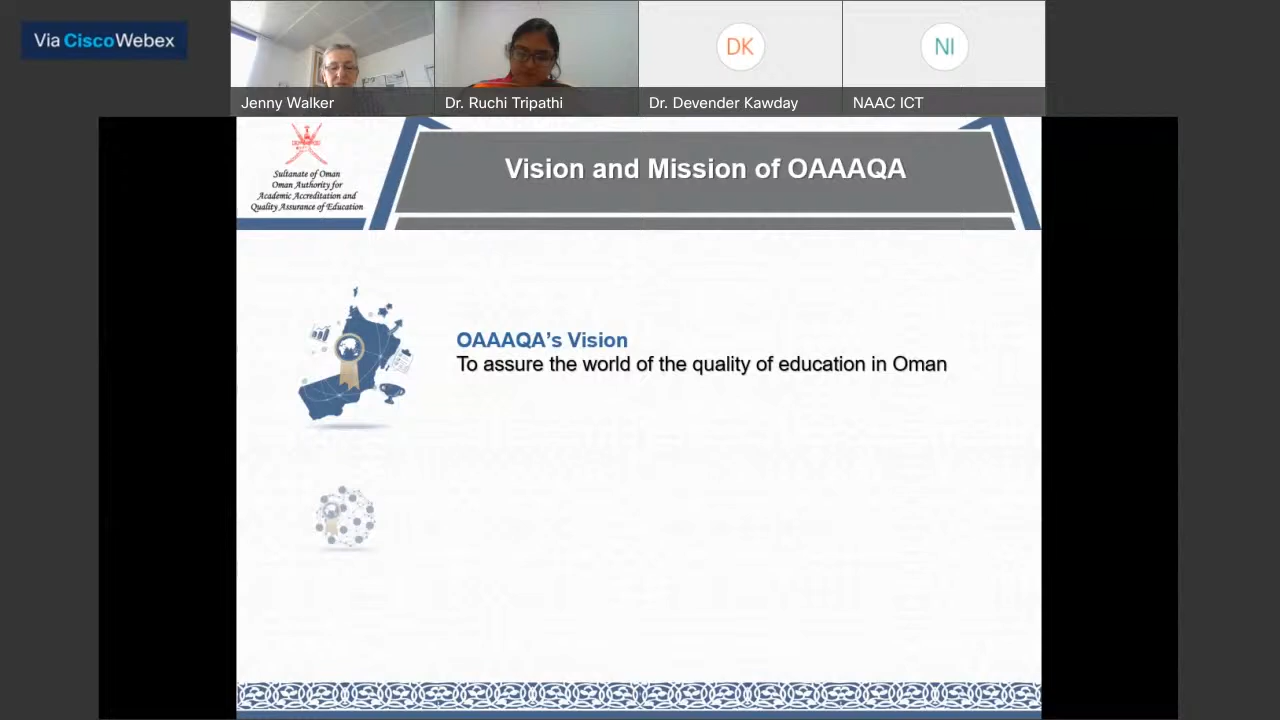 Via CiscoWebex
Jenny Walker
Dr. Ruchi Tripathi
DK
Dr. Devender Kawday
NI
NAAC ICT
Sultanate of Oman
Oman Authority for
Academic Accreditation and
Quality Assurance of Education
Vision and Mission of OAAAQA
OAAAQA’s Vision
To assure the world of the quality of education in Oman